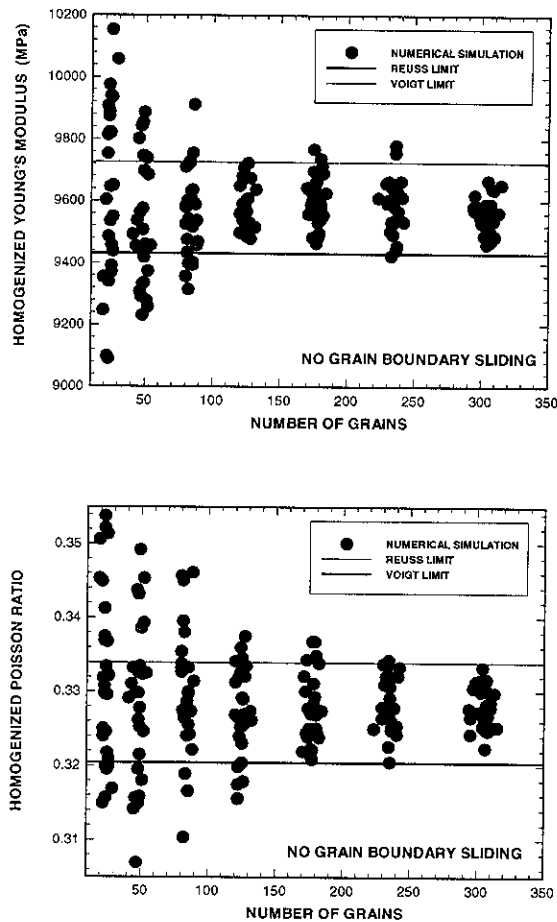 10200
10000
9800
9600
9400
9200
9000
HOMOGENIZED YOUNG'S MODULUS (MPa)
NUMERICAL SIMULATION
REUSS LIMIT
VOIGT LIMIT
NO GRAIN BOUNDARY SLIDING
50 100 150 200 250 300 350
NUMBER OF GRAINS
0.35
0.34
0.33
0.32
0.31
HOMOGENIZED POISSON RATIO
NUMERICAL SIMULATION
REUSS LIMIT
VOIGT LIMIT
NO GRAIN BOUNDARY SLIDING
50 100 150 200 250 300 350
NUMBER OF GRAINS